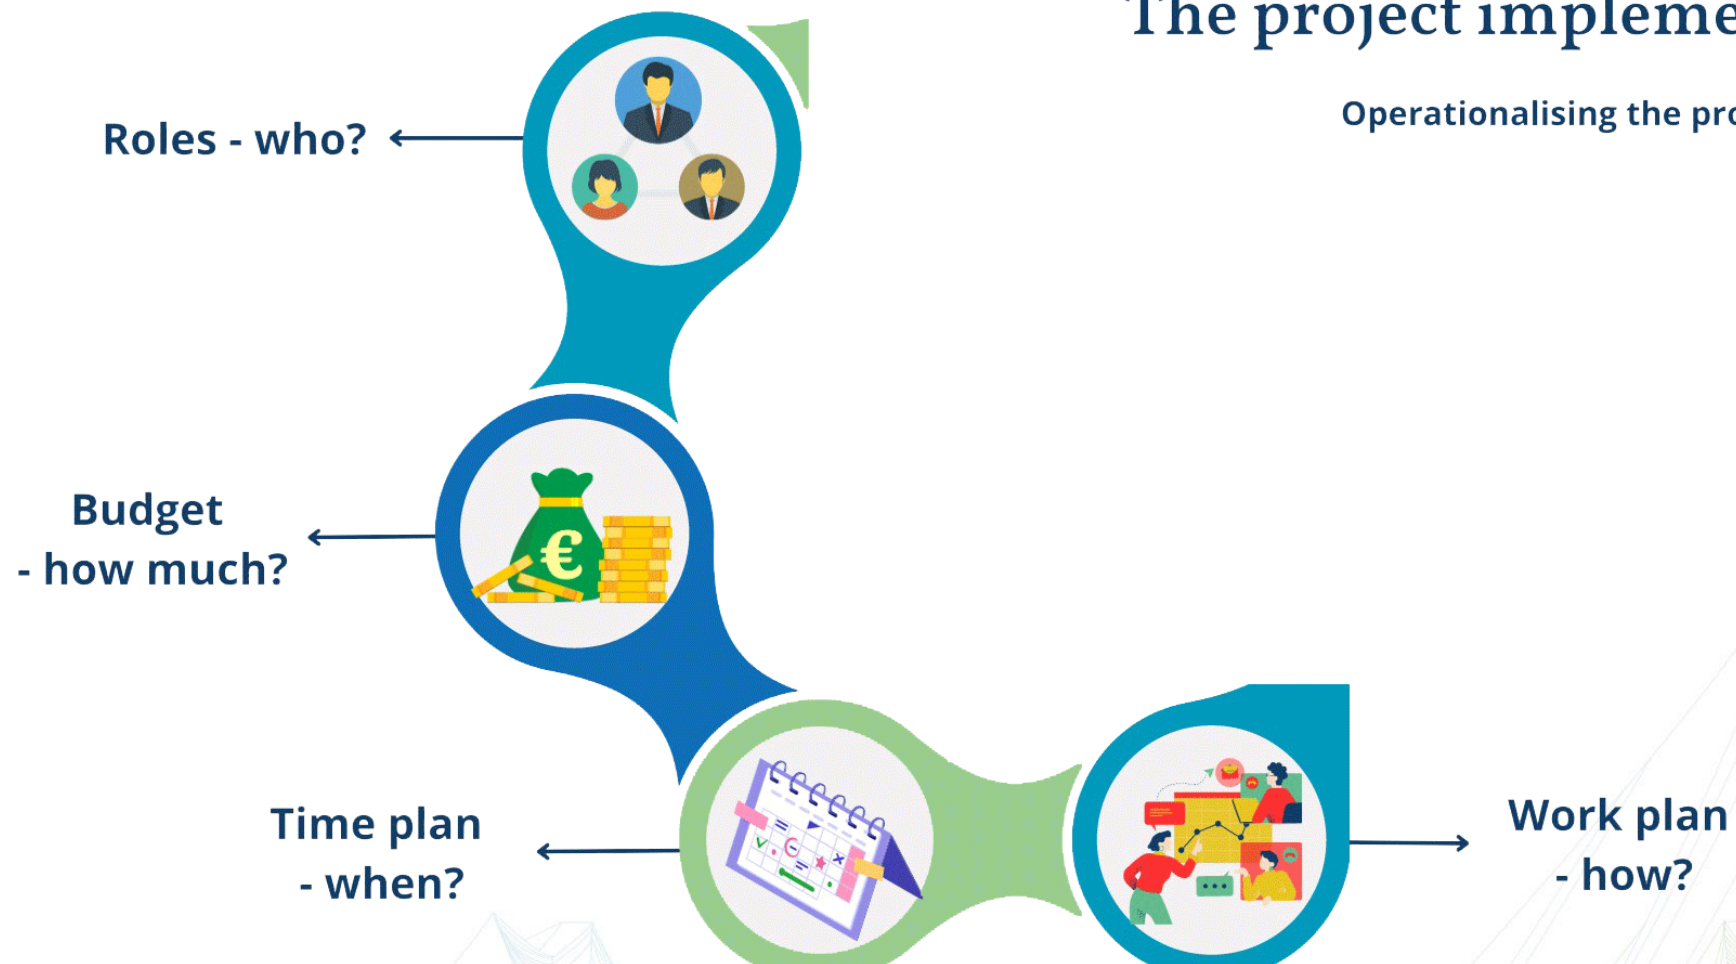 The project impleme
Operationalising the pro
Roles - who?
Budget
- how much?
€
Time plan
- when?
Work plan
- how?